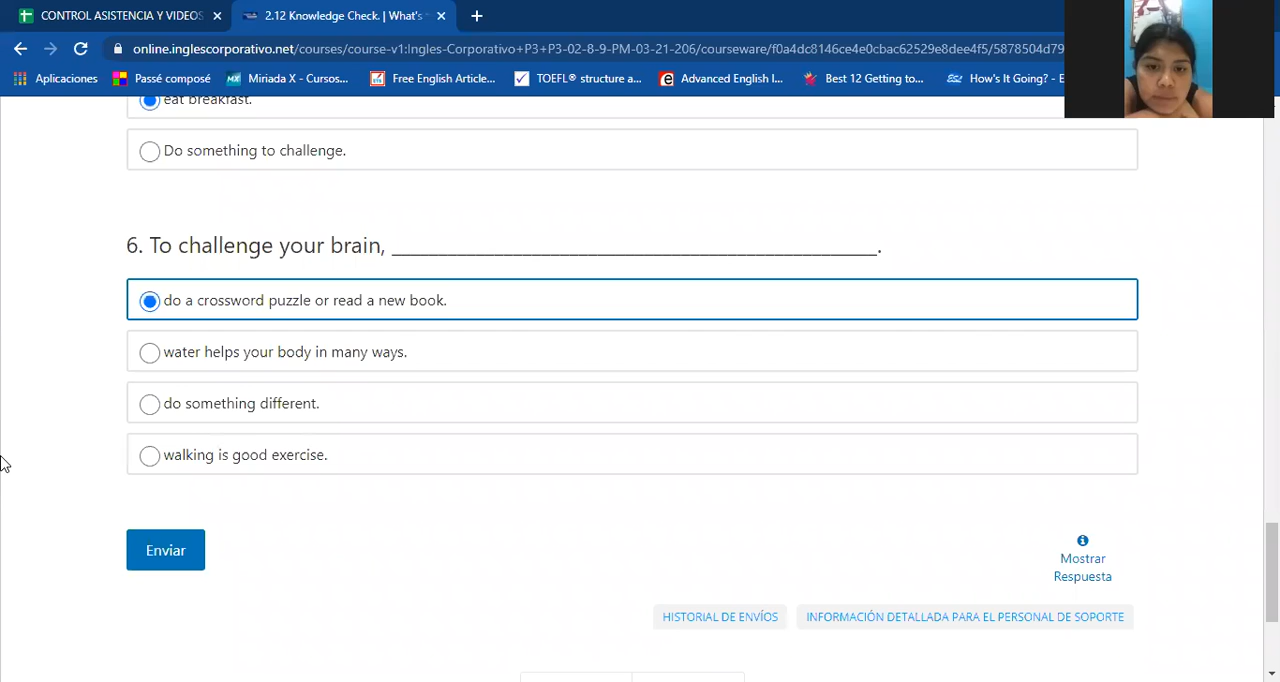 CONTROL ASISTENCIA Y VIDEOS
2.12 Knowledge Check. | What's
online.inglescorporativo.net/courses/course-v1:Ingles-Corporativo+P3+P3-02-8-9-PM-03-21-206/courseware/f0a4dc8146ce4e0cbac62529e8dee4f5/5878504d79
Aplicaciones Passé composé Miriada X - Cursos... Free English Article... TOEFL® structure a... Advanced English l... Best 12 Getting to... How's It Going? - E
eat breakfast.
Do something to challenge.
6. To challenge your brain, ______________________________________________.
do a crossword puzzle or read a new book.
water helps your body in many ways.
do something different.
walking is good exercise.
Enviar
Mostrar
Respuesta
HISTORIAL DE ENVÍOS INFORMACIÓN DETALLADA PARA EL PERSONAL DE SOPORTE